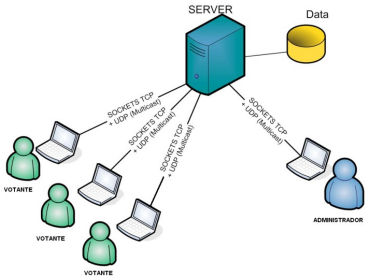 SERVER
Data
SOCKETS TCP
+ UDP (Multicast)
SOCKETS TCP
+ UDP (Multicast)
SOCKETS TCP
+ UDP (Multicast)
SOCKETS TCP
+ UDP (Multicast)
VOTANTE
VOTANTE
VOTANTE
ADMINISTRADOR